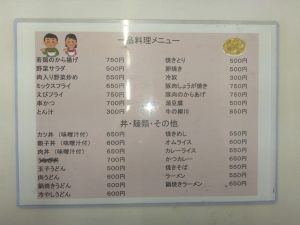 一品料理メニュー
若鶏のから揚げ 750円
野菜サラダ 500円
肉入り野菜炒め 550円
ミックスフライ 650円
えびフライ 750円
串かつ 700円
とん汁 300円
焼きとり 500円
卵焼き 500円
冷奴 300円
豚肉しょうが焼き 750円
豚肉のからあげ 750円
湯豆腐 500円
牛の柳川 850円
丼・麺類・その他
カツ丼（味噌汁付） 650円
親子丼（味噌汁付） 600円
肉丼（味噌汁付） 650円
700円
玉子うどん 500円
肉うどん 600円
鍋焼きうどん 650円
冷やしうどん 600円
焼きめし 550円
オムライス 600円
カレーライス 600円
かつカレー 650円
焼きそば 550円
ラーメン 550円
鍋焼きラーメン 650円